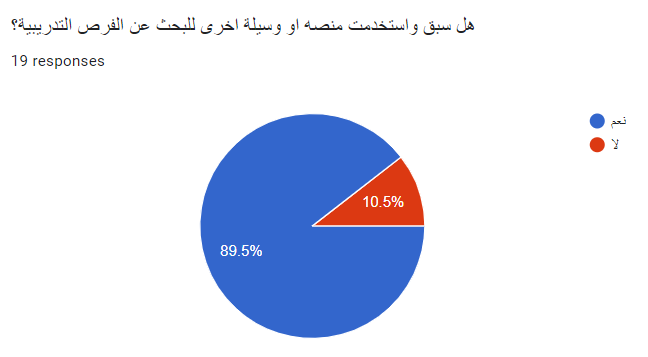 هل سبق واستخدمت منصه او وسيلة اخرى للبحث عن الفرص التدريبية؟
19 responses
نعم
لا
10.5%
89.5%